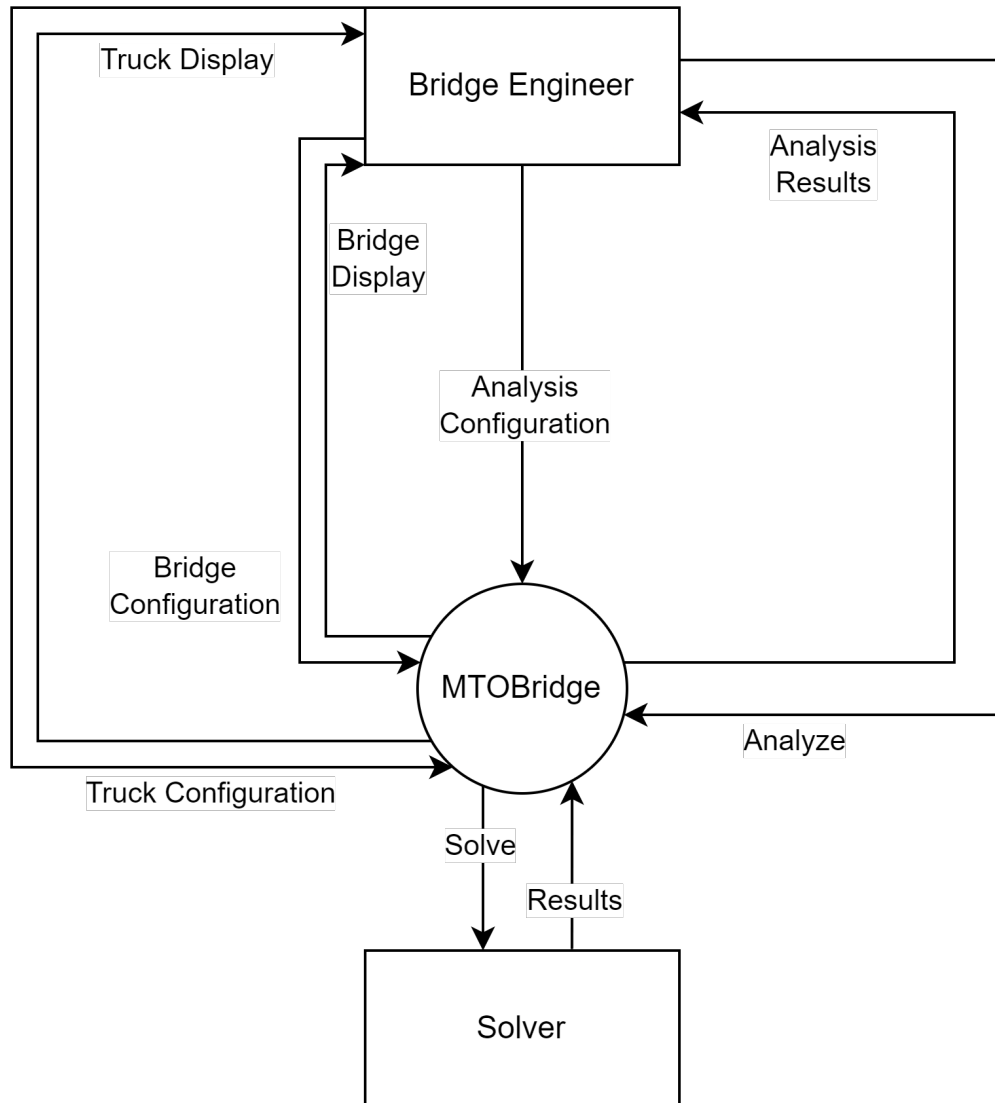 Truck Display
Bridge Engineer
Analysis
Results
Bridge
Display
Analysis
Configuration
Bridge
Configuration
MTOBridge
Analyze
Truck Configuration
Solve
Results
Solver